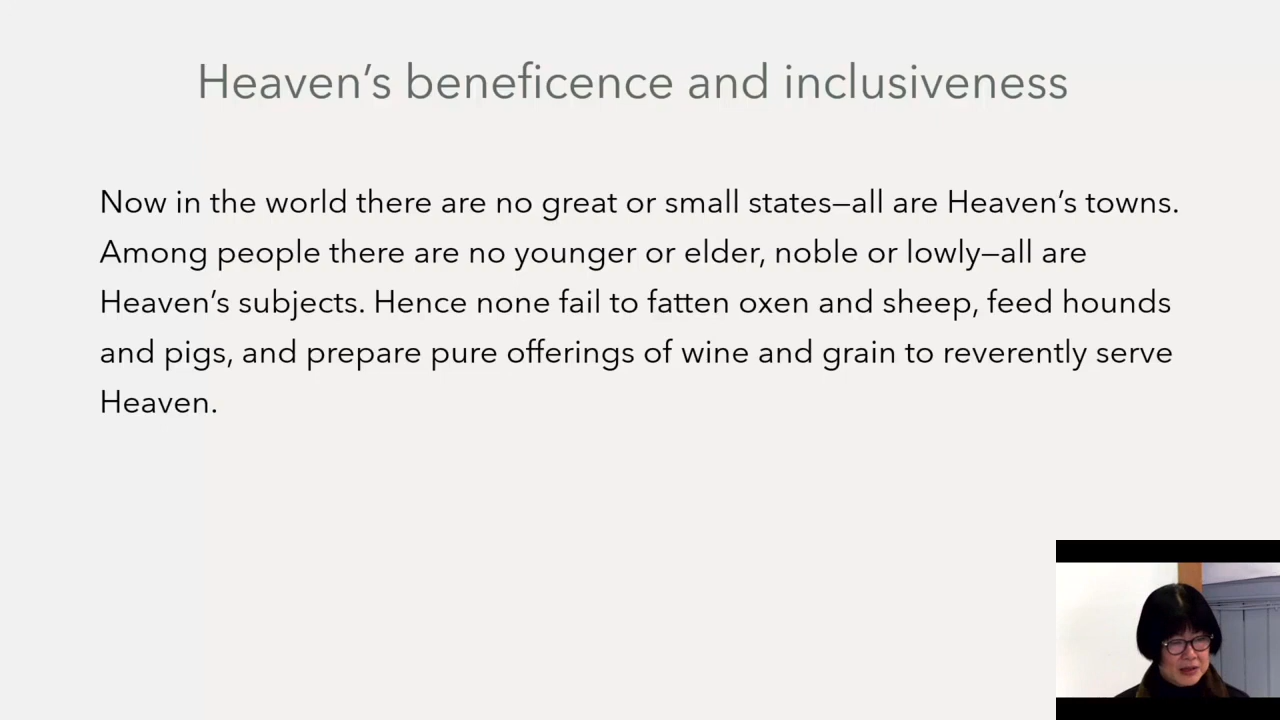 Heaven’s beneficence and inclusiveness
Now in the world there are no great or small states—all are Heaven’s towns.
Among people there are no younger or elder, noble or lowly—all are
Heaven’s subjects. Hence none fail to fatten oxen and sheep, feed hounds
and pigs, and prepare pure offerings of wine and grain to reverently serve
Heaven.